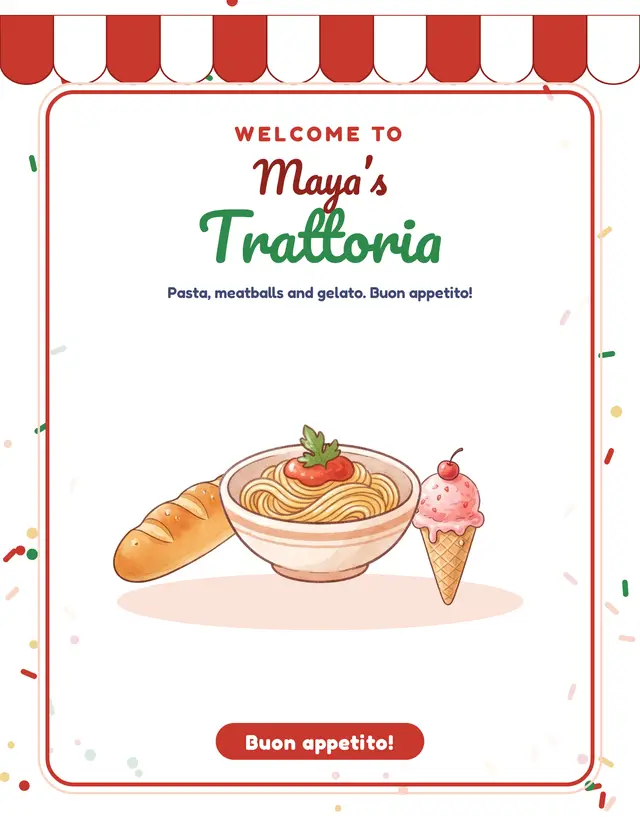 WELCOME TO
Maya's
Trattoria
Pasta, meatballs and gelato. Buon appetito!
Buon appetito!